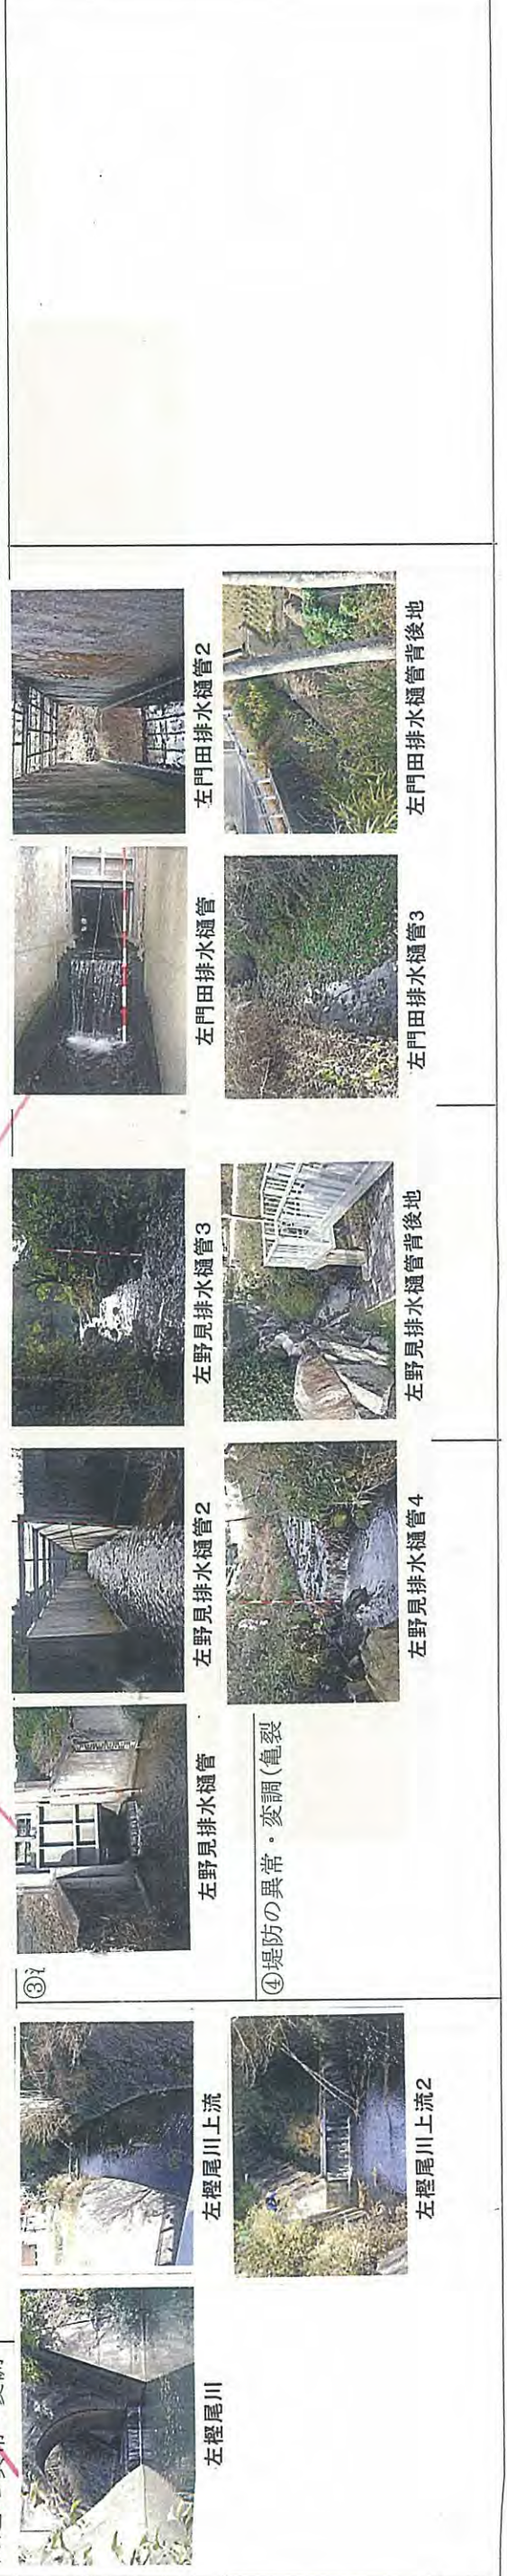 左樫尾川
左樫尾川上流
左樫尾川上流2
③
④堤防の異常・変調(亀裂
左野見排水樋管
左野見排水樋管2
左野見排水樋管3
左野見排水樋管4
左野見排水樋管背後地
左門田排水樋管
左門田排水樋管2
左門田排水樋管3
左門田排水樋管背後地